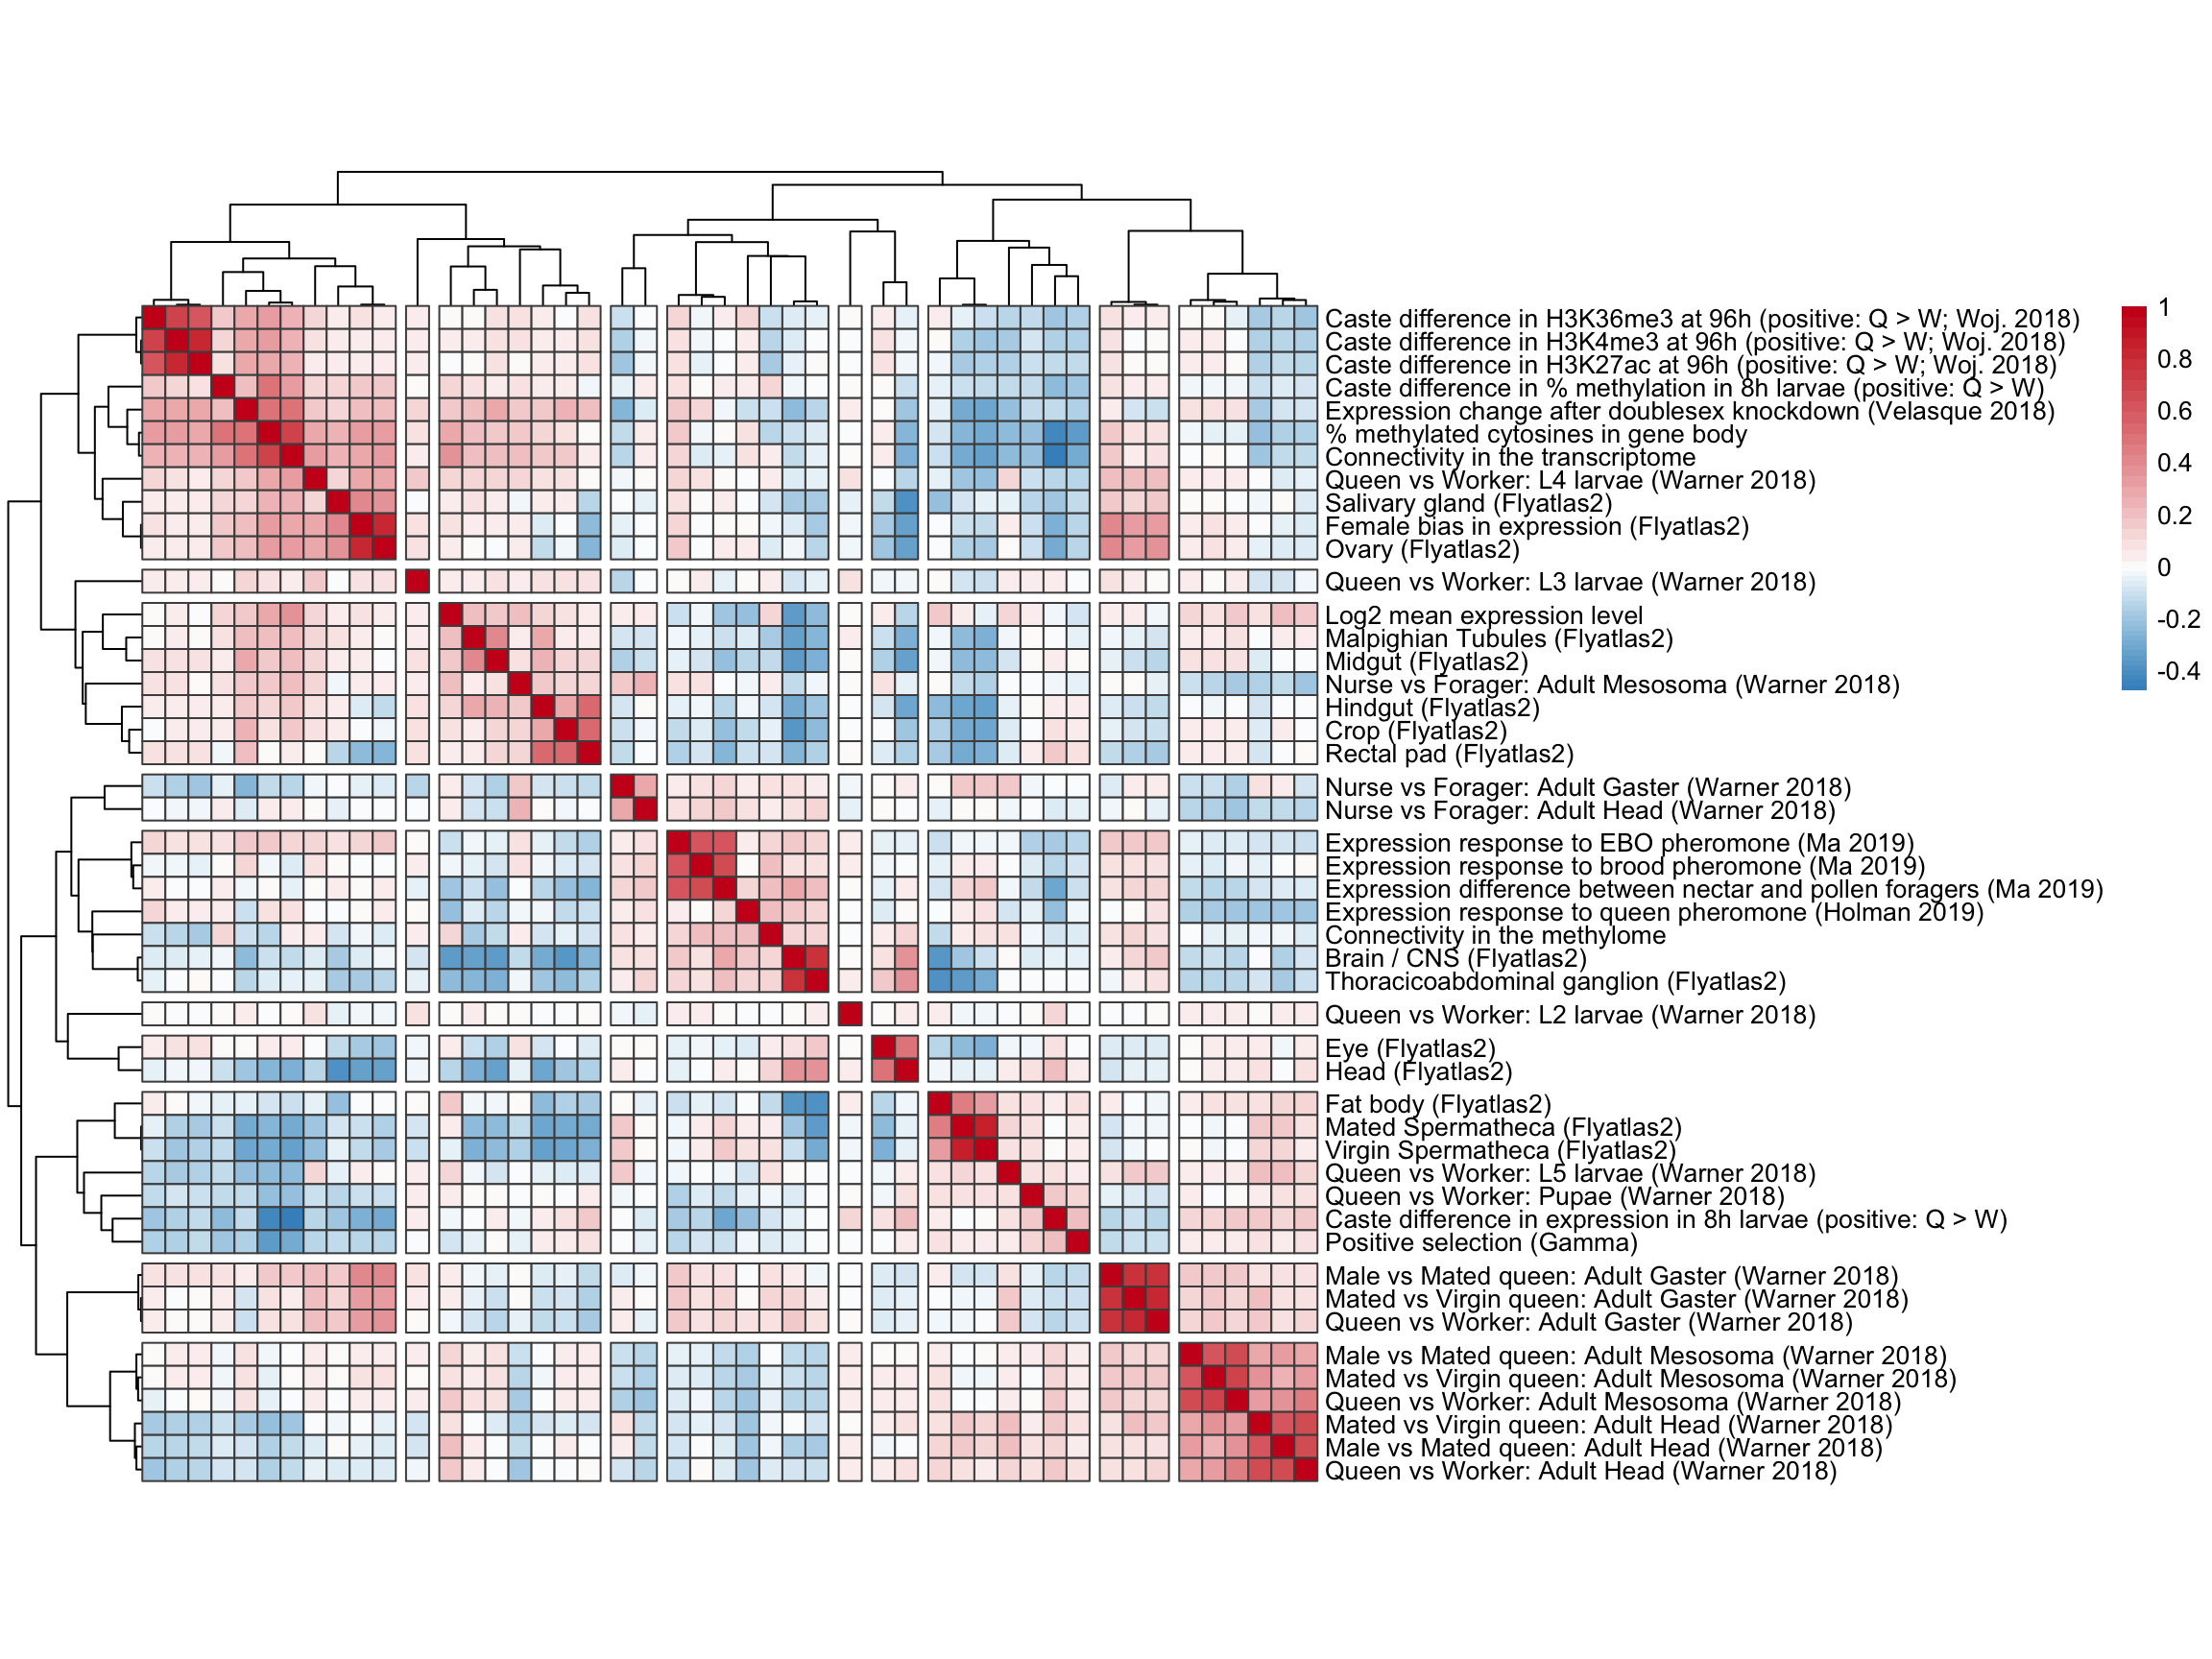 Caste difference in H3K36me3 at 96h (positive: Q > W; Woj. 2018)
Caste difference in H3K4me3 at 96h (positive: Q > W; Woj. 2018)
Caste difference in H3K27ac at 96h (positive: Q > W; Woj. 2018)
Caste difference in % methylation in 8h larvae (positive: Q > W)
Expression change after doublesex knockdown (Velasque 2018)
% methylated cytosines in gene body
Connectivity in the transcriptome
Queen vs Worker: L4 larvae (Warner 2018)
Salivary gland (Flyatlas2)
Female bias in expression (Flyatlas2)
Ovary (Flyatlas2)
Queen vs Worker: L3 larvae (Warner 2018)
Log2 mean expression level
Malpighian Tubules (Flyatlas2)
Midgut (Flyatlas2)
Nurse vs Forager: Adult Mesosoma (Warner 2018)
Hindgut (Flyatlas2)
Crop (Flyatlas2)
Rectal pad (Flyatlas2)
Nurse vs Forager: Adult Gaster (Warner 2018)
Nurse vs Forager: Adult Head (Warner 2018)
Expression response to EBO pheromone (Ma 2019)
Expression response to brood pheromone (Ma 2019)
Expression difference between nectar and pollen foragers (Ma 2019)
Expression response to queen pheromone (Holman 2019)
Connectivity in the methylome
Brain / CNS (Flyatlas2)
Thoracicoabdominal ganglion (Flyatlas2)
Queen vs Worker: L2 larvae (Warner 2018)
Eye (Flyatlas2)
Head (Flyatlas2)
Fat body (Flyatlas2)
Mated Spermatheca (Flyatlas2)
Virgin Spermatheca (Flyatlas2)
Queen vs Worker: L5 larvae (Warner 2018)
Queen vs Worker: Pupae (Warner 2018)
Caste difference in expression in 8h larvae (positive: Q > W)
Positive selection (Gamma)
Male vs Mated queen: Adult Gaster (Warner 2018)
Mated vs Virgin queen: Adult Gaster (Warner 2018)
Queen vs Worker: Adult Gaster (Warner 2018)
Male vs Mated queen: Adult Mesosoma (Warner 2018)
Mated vs Virgin queen: Adult Mesosoma (Warner 2018)
Queen vs Worker: Adult Mesosoma (Warner 2018)
Mated vs Virgin queen: Adult Head (Warner 2018)
Male vs Mated queen: Adult Head (Warner 2018)
Queen vs Worker: Adult Head (Warner 2018)
1
0.8
0.6
0.4
0.2
0
-0.2
-0.4